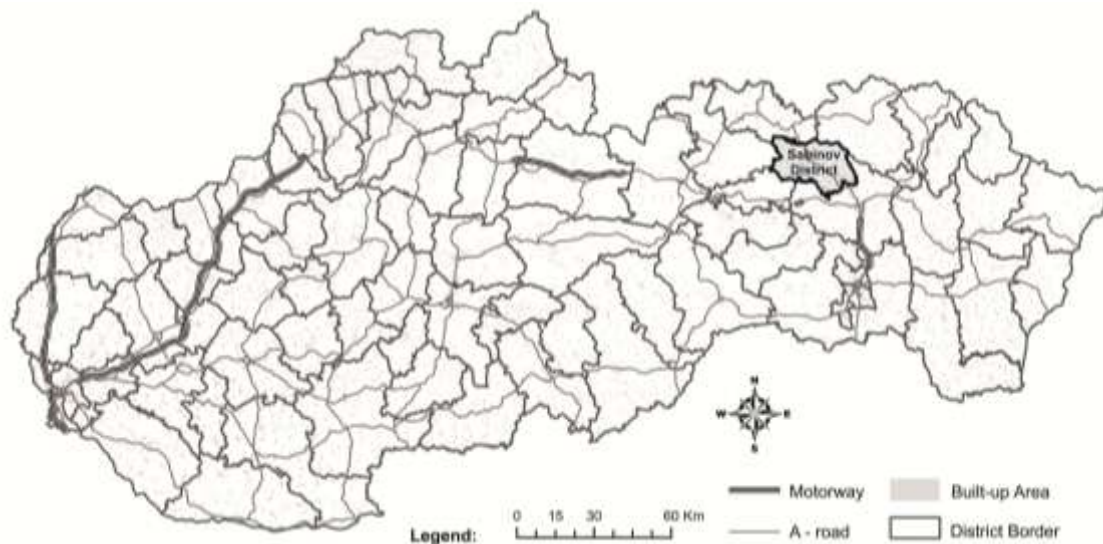 Sabinov
District
N
W E
S
Motorway
Built-up Area
0 15 30 60 Km
Legend:
A - road
District Border